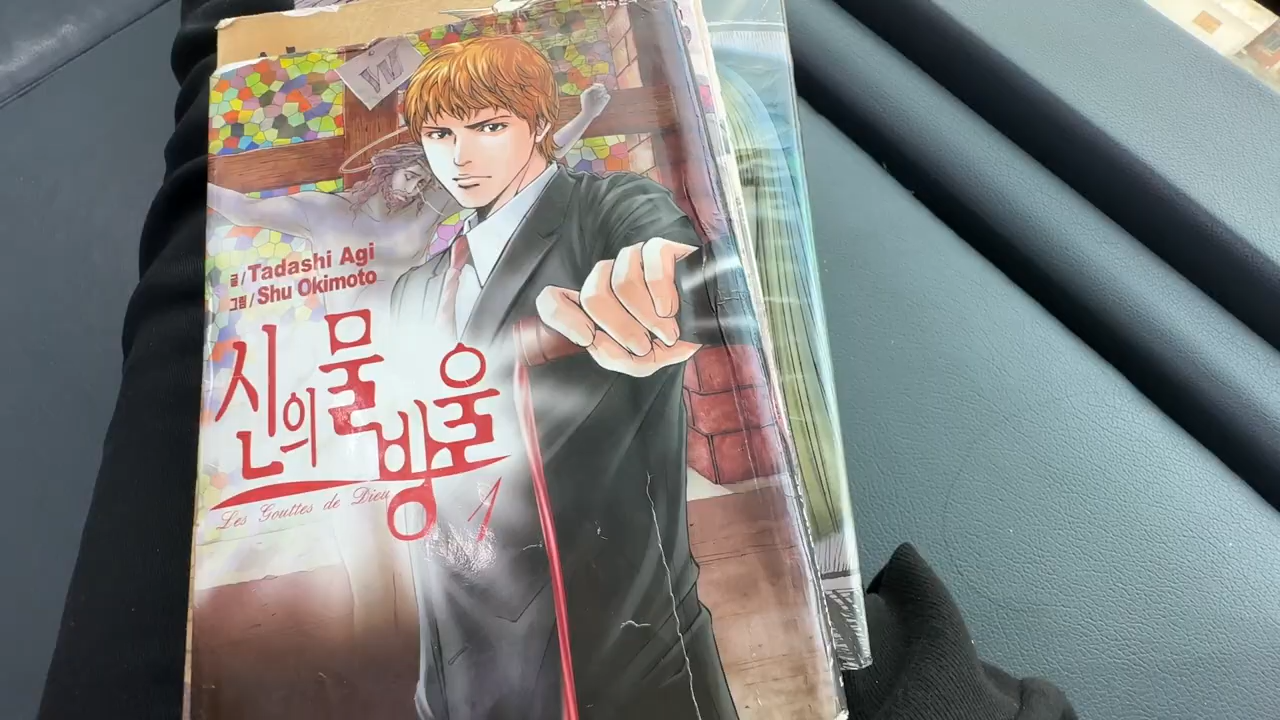 W
글 / Tadashi Agi
그림 / Shu Okimoto
신의 물방울
Les Gouttes de Dieu
1